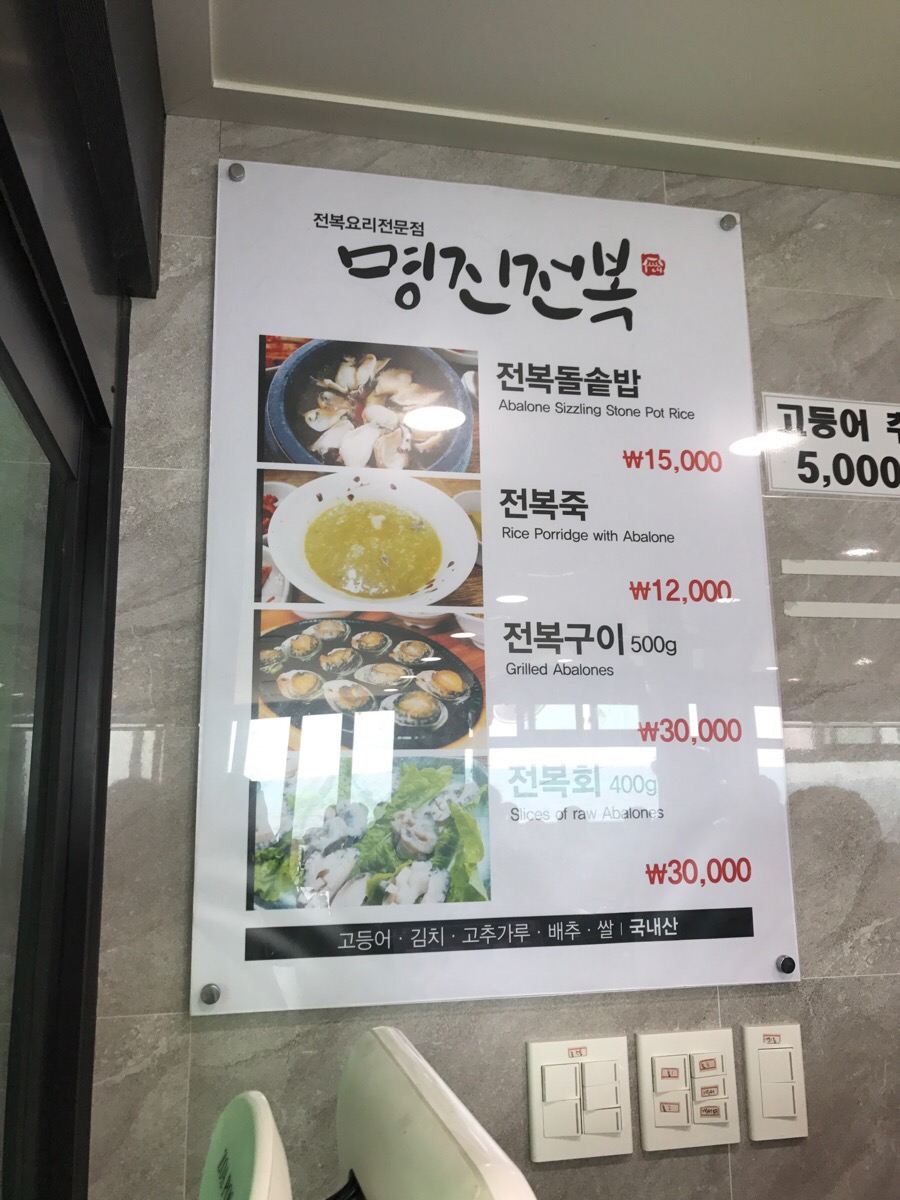 전복요리전문점
명진전복
전복돌솥밥
Abalone Sizzling Stone Pot Rice
₩15,000
전복죽
Rice Porridge with Abalone
₩12,000
전복구이 500g
Grilled Abalones
₩30,000
전복회 400g
Slices of raw Abalones
₩30,000
고등어 · 김치 · 고추가루 · 배추 · 쌀 | 국내산
고등어
5,000